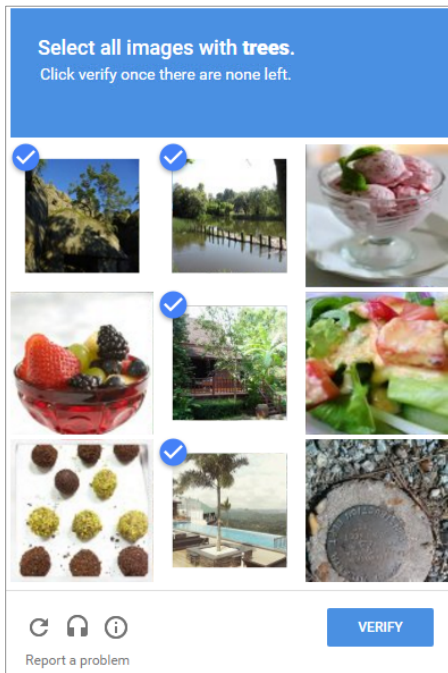 Select all images with trees.
Click verify once there are none left.
VERIFY
Report a problem